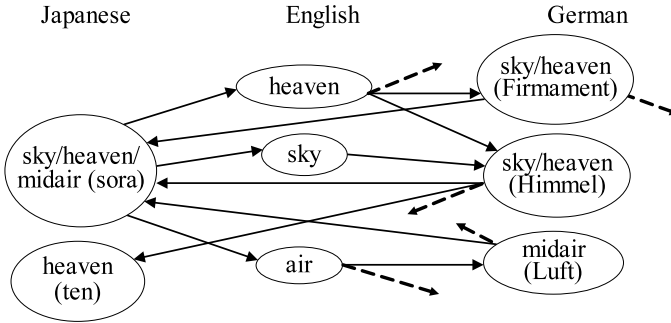 Japanese English German
heaven
sky/heaven
(Firmament)
sky/heaven/
midair (sora)
sky
sky/heaven
(Himmel)
heaven
(ten)
air
midair
(Luft)